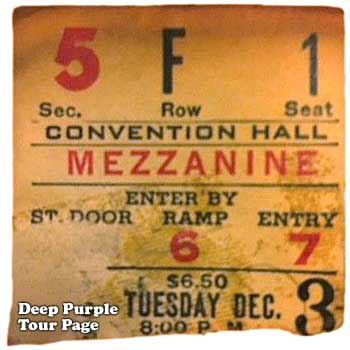 5 F 1
Sec. Row Seat
CONVENTION HALL
MEZZANINE
ENTER BY
ST. DOOR RAMP ENTRY
6 7
$6.50
TUESDAY DEC. 3
8:00 P.M.
Deep Purple
Tour Page